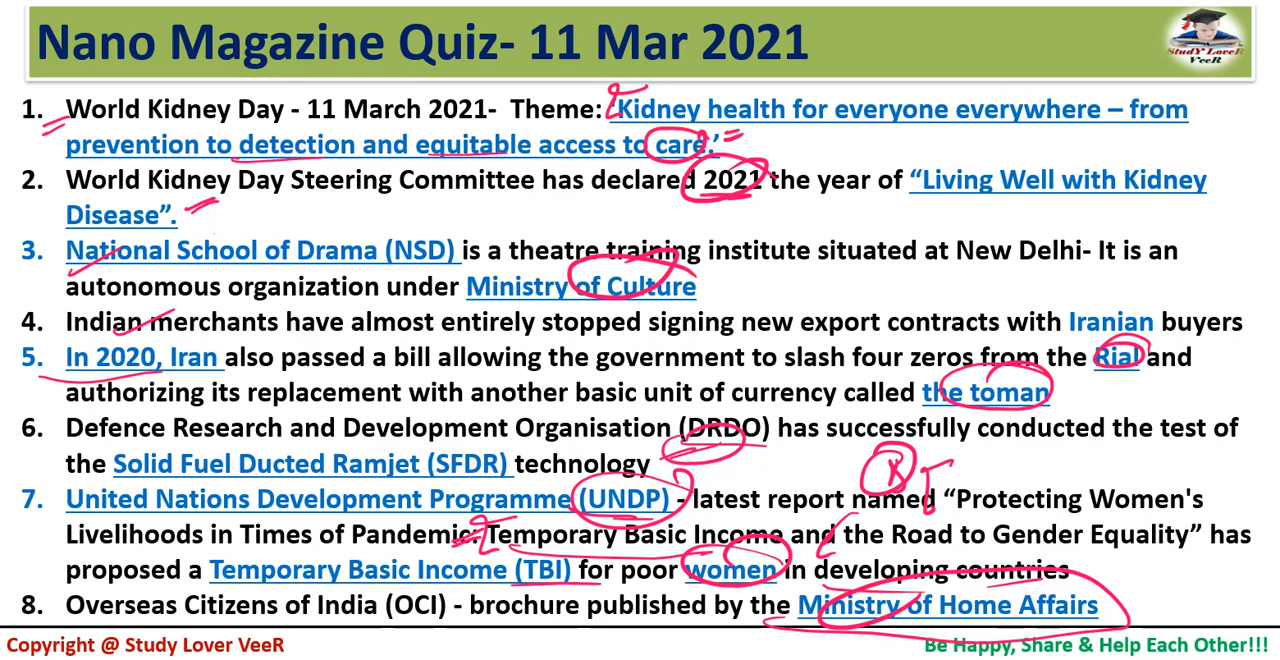 Nano Magazine Quiz- 11 Mar 2021
StudY LoveR
VeeR
1. World Kidney Day - 11 March 2021- Theme: ‘Kidney health for everyone everywhere – from
prevention to detection and equitable access to care.’
2. World Kidney Day Steering Committee has declared 2021 the year of “Living Well with Kidney
Disease”.
3. National School of Drama (NSD) is a theatre training institute situated at New Delhi- It is an
autonomous organization under Ministry of Culture
4. Indian merchants have almost entirely stopped signing new export contracts with Iranian buyers
5. In 2020, Iran also passed a bill allowing the government to slash four zeros from the Rial and
authorizing its replacement with another basic unit of currency called the toman
6. Defence Research and Development Organisation (DRDO) has successfully conducted the test of
the Solid Fuel Ducted Ramjet (SFDR) technology
7. United Nations Development Programme (UNDP) - latest report named “Protecting Women's
Livelihoods in Times of Pandemic: Temporary Basic Income and the Road to Gender Equality” has
proposed a Temporary Basic Income (TBI) for poor women in developing countries
8. Overseas Citizens of India (OCI) - brochure published by the Ministry of Home Affairs
Copyright @ Study Lover VeeR
Be Happy, Share & Help Each Other!!!